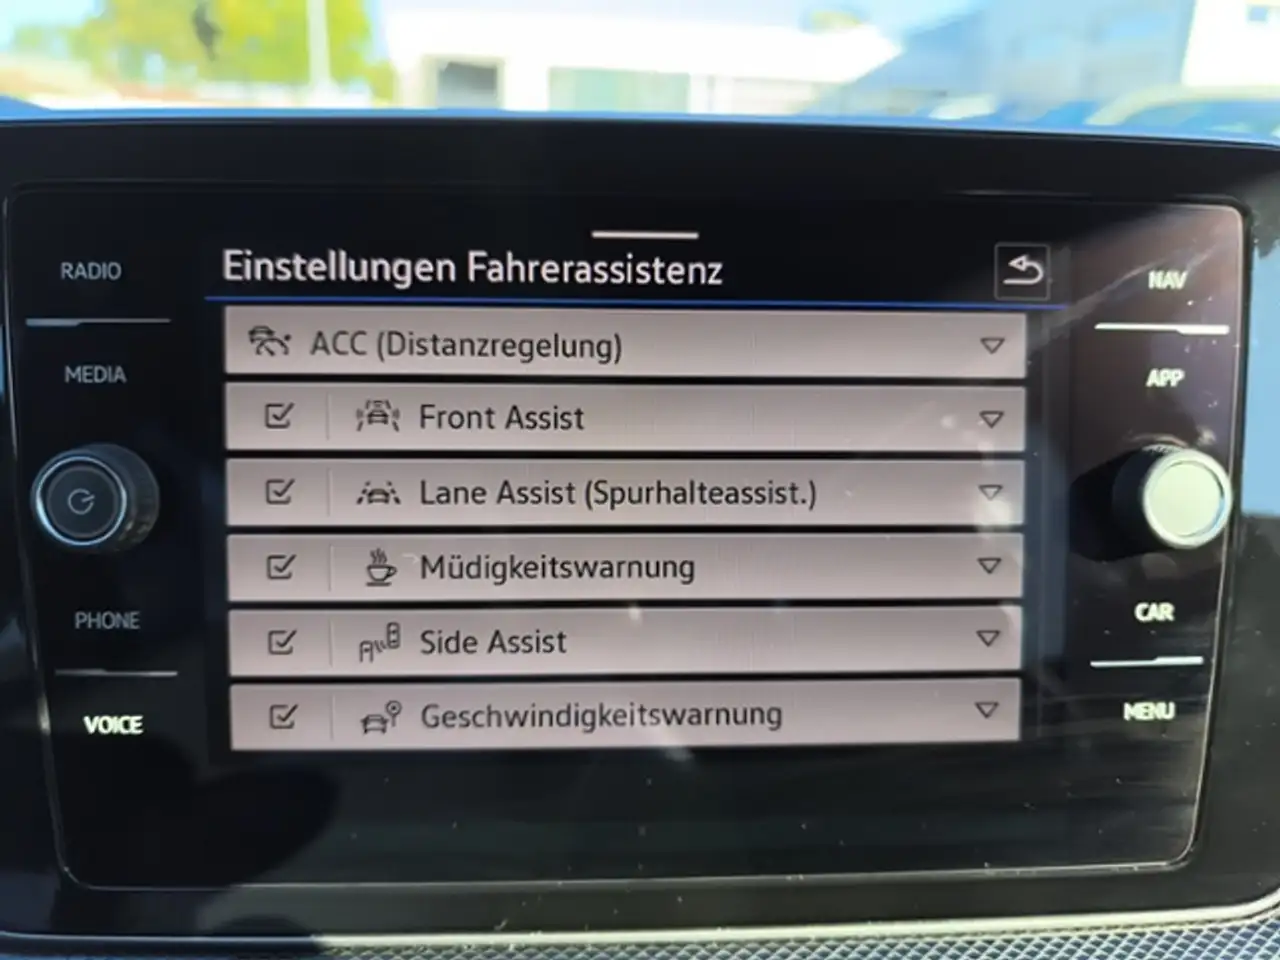 Einstellungen Fahrerassistenz
RADIO
MEDIA
PHONE
VOICE
ACC (Distanzregelung)
Front Assist
Lane Assist (Spurhalteassist.)
Müdigkeitswarnung
Side Assist
Geschwindigkeitswarnung
NAV
APP
CAR
MENU